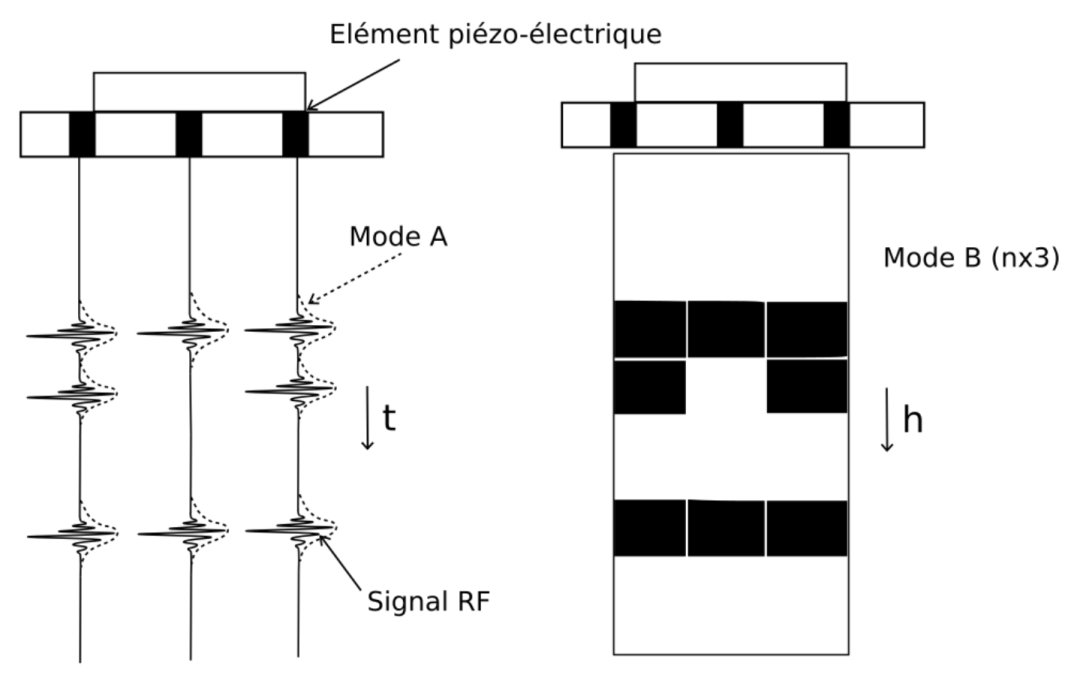 Elément piézo-électrique
Mode A
t
Signal RF
Mode B (nx3)
h